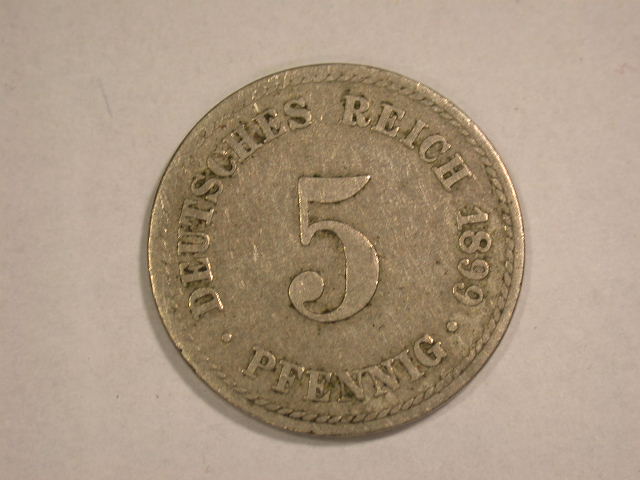 DEUTSCHES REICH 1899
5
· PFENNIG ·